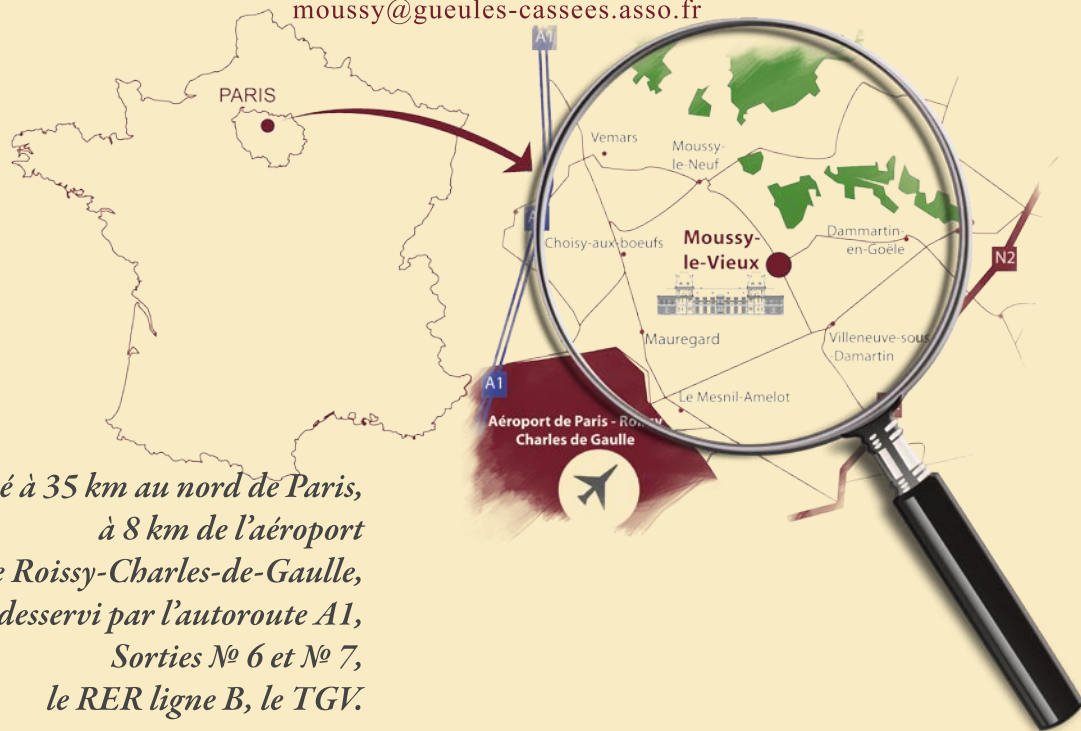 moussy@gueules-cassees.asso.fr
A1
PARIS
Vemars
Moussy-
le-Neuf
Choisy-aux-boeufs
Moussy-
le-Vieux
Dammartin-
en-Goële
N2
Mauregard
Villeneuve-sous
-Damartin
A1
Le Mesnil-Amelot
Aéroport de Paris - Roissy
Charles de Gaulle
é à 35 km au nord de Paris,
à 8 km de l'aéroport
e Roissy-Charles-de-Gaulle,
desservi par l'autoroute A1,
Sorties № 6 et № 7,
le RER ligne B, le TGV.